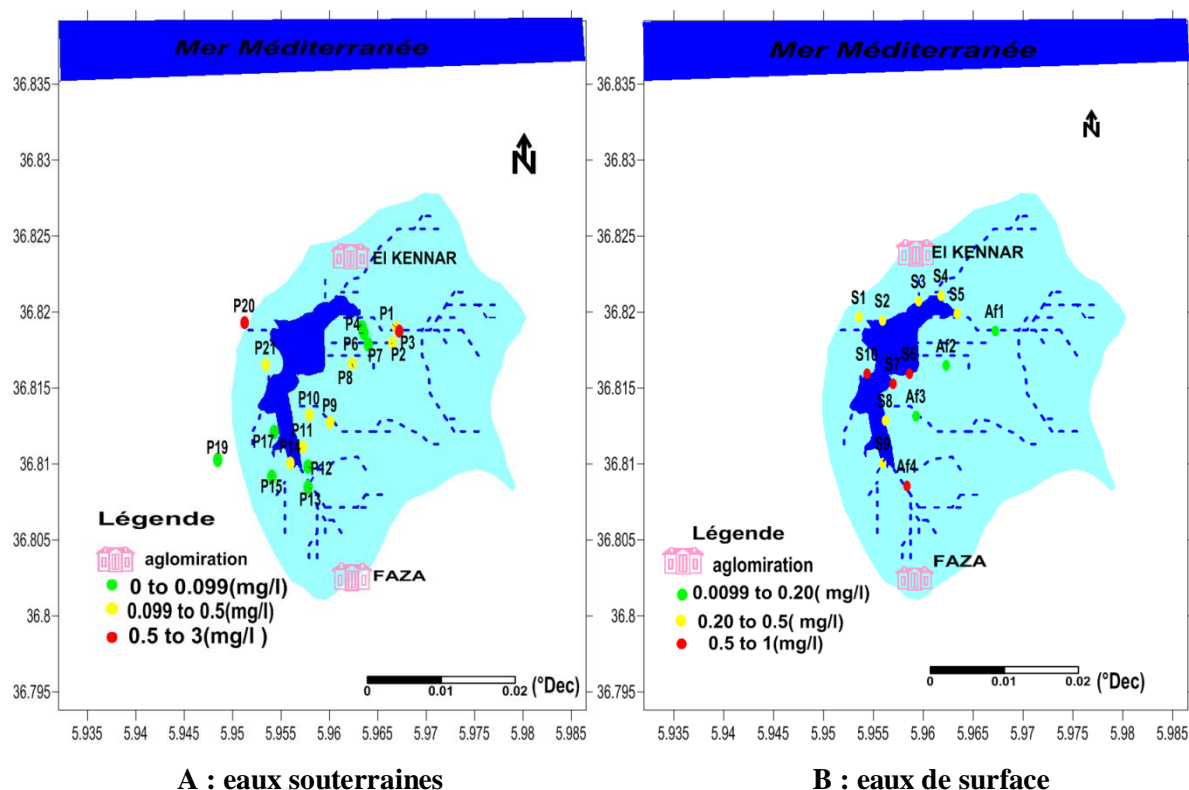 Mer Méditerranée
36.835
36.83
36.825
36.82
36.815
36.81
36.805
36.8
36.795
N
El KENNAR
P20
P4
P1
P3
P21
P6
P7
P2
P8
P10
P9
P11
P17
P14
P19
P12
P15
P13
Légende
aglomiration
FAZA
0 to 0.099(mg/l)
0.099 to 0.5(mg/l)
0.5 to 3(mg/l )
0 0.01 0.02 (°Dec)
5.935 5.94 5.945 5.95 5.955 5.96 5.965 5.97 5.975 5.98 5.985
A : eaux souterraines
Mer Méditerranée
36.835
36.83
36.825
36.82
36.815
36.81
36.805
36.8
36.795
N
El KENNAR
S4
S3
S1
S2
S5
Af1
S10
S7
S6
Af2
S8
Af3
S9
Af4
Légende
aglomiration
FAZA
0.0099 to 0.20( mg/l)
0.20 to 0.5( mg/l)
0.5 to 1(mg/l)
0 0.01 0.02 (°Dec)
5.935 5.94 5.945 5.95 5.955 5.96 5.965 5.97 5.975 5.98 5.985
B : eaux de surface